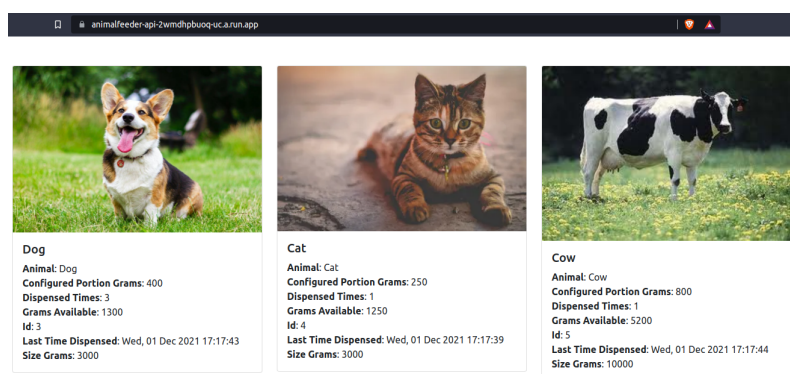 animalfeeder-api-2wmdhpbuoq-uc.a.run.app
Dog
Animal: Dog
Configured Portion Grams: 400
Dispensed Times: 3
Grams Available: 1300
Id: 3
Last Time Dispensed: Wed, 01 Dec 2021 17:17:43
Size Grams: 3000
Cat
Animal: Cat
Configured Portion Grams: 250
Dispensed Times: 1
Grams Available: 1250
Id: 4
Last Time Dispensed: Wed, 01 Dec 2021 17:17:39
Size Grams: 3000
Cow
Animal: Cow
Configured Portion Grams: 800
Dispensed Times: 1
Grams Available: 5200
Id: 5
Last Time Dispensed: Wed, 01 Dec 2021 17:17:44
Size Grams: 10000